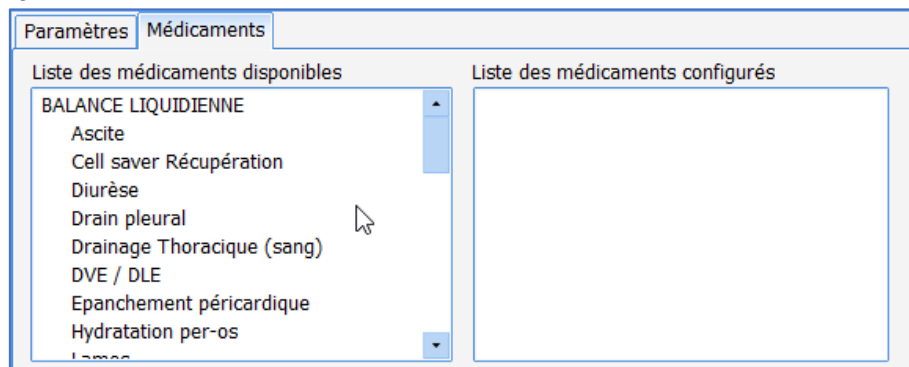 Paramètres Médicaments
Liste des médicaments disponibles
BALANCE LIQUIDIENNE
Ascite
Cell saver Récupération
Diurèse
Drain pleural
Drainage Thoracique (sang)
DVE / DLE
Epanchement péricardique
Hydratation per-os
Liste des médicaments configurés